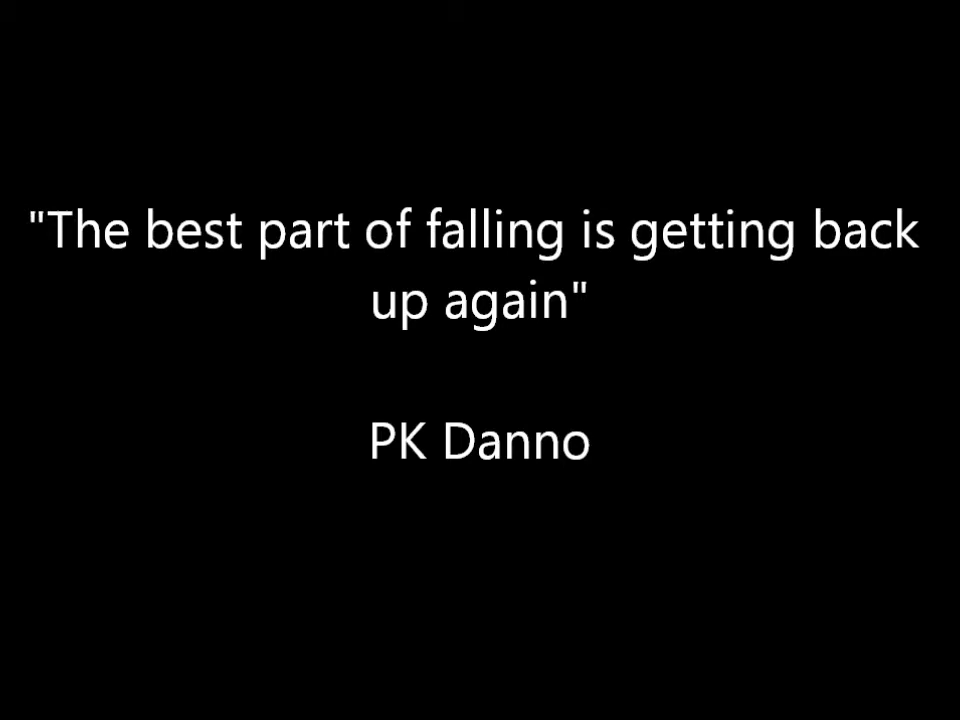 "The best part of falling is getting back
up again"
PK Danno